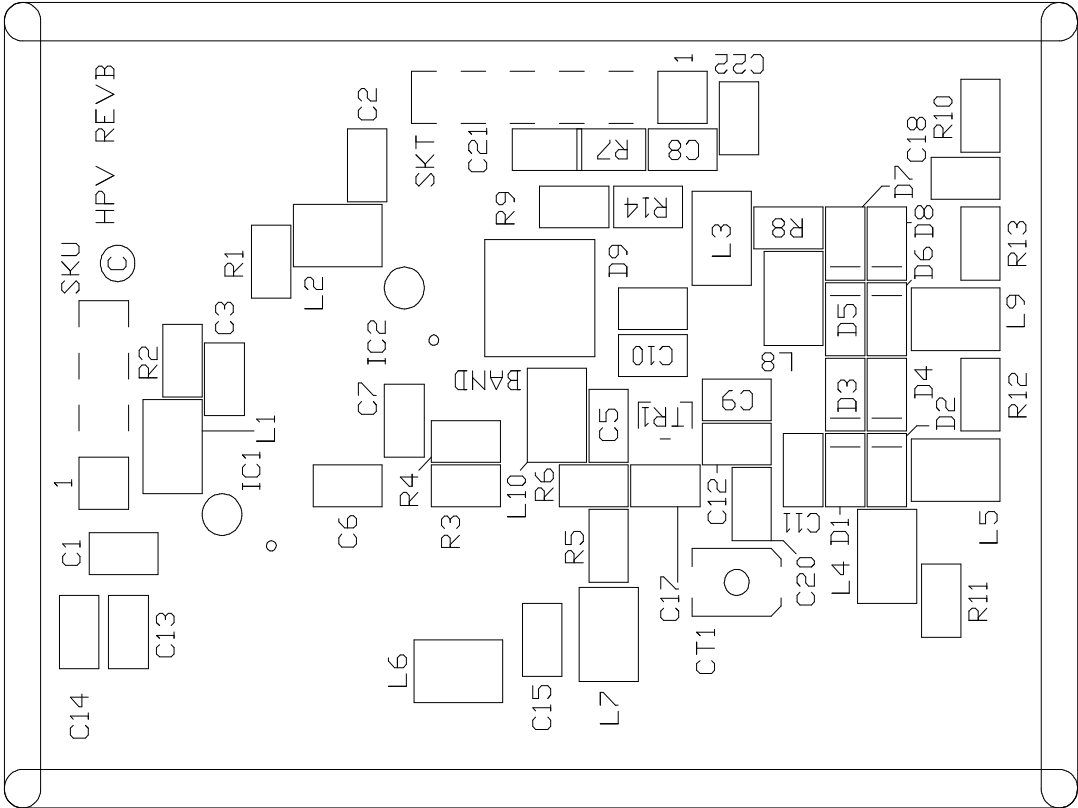 HPV REVB
©
SKU
1
C2
SKT
C21
1
C22
R7
C8
C18
R10
R9
R14
D7
R1
L2
L3
R8
D8
R13
C3
D9
D6
R2
IC2
C10
D5
L9
L8
C7
BAND
L1
C5
TR1
C9
D3
D4
R12
D2
IC1
R4
L10
R6
C12
C1
C6
R3
R5
C11
D1
L5
C17
C20
L4
R11
C13
CT1
L6
C14
C15
L7